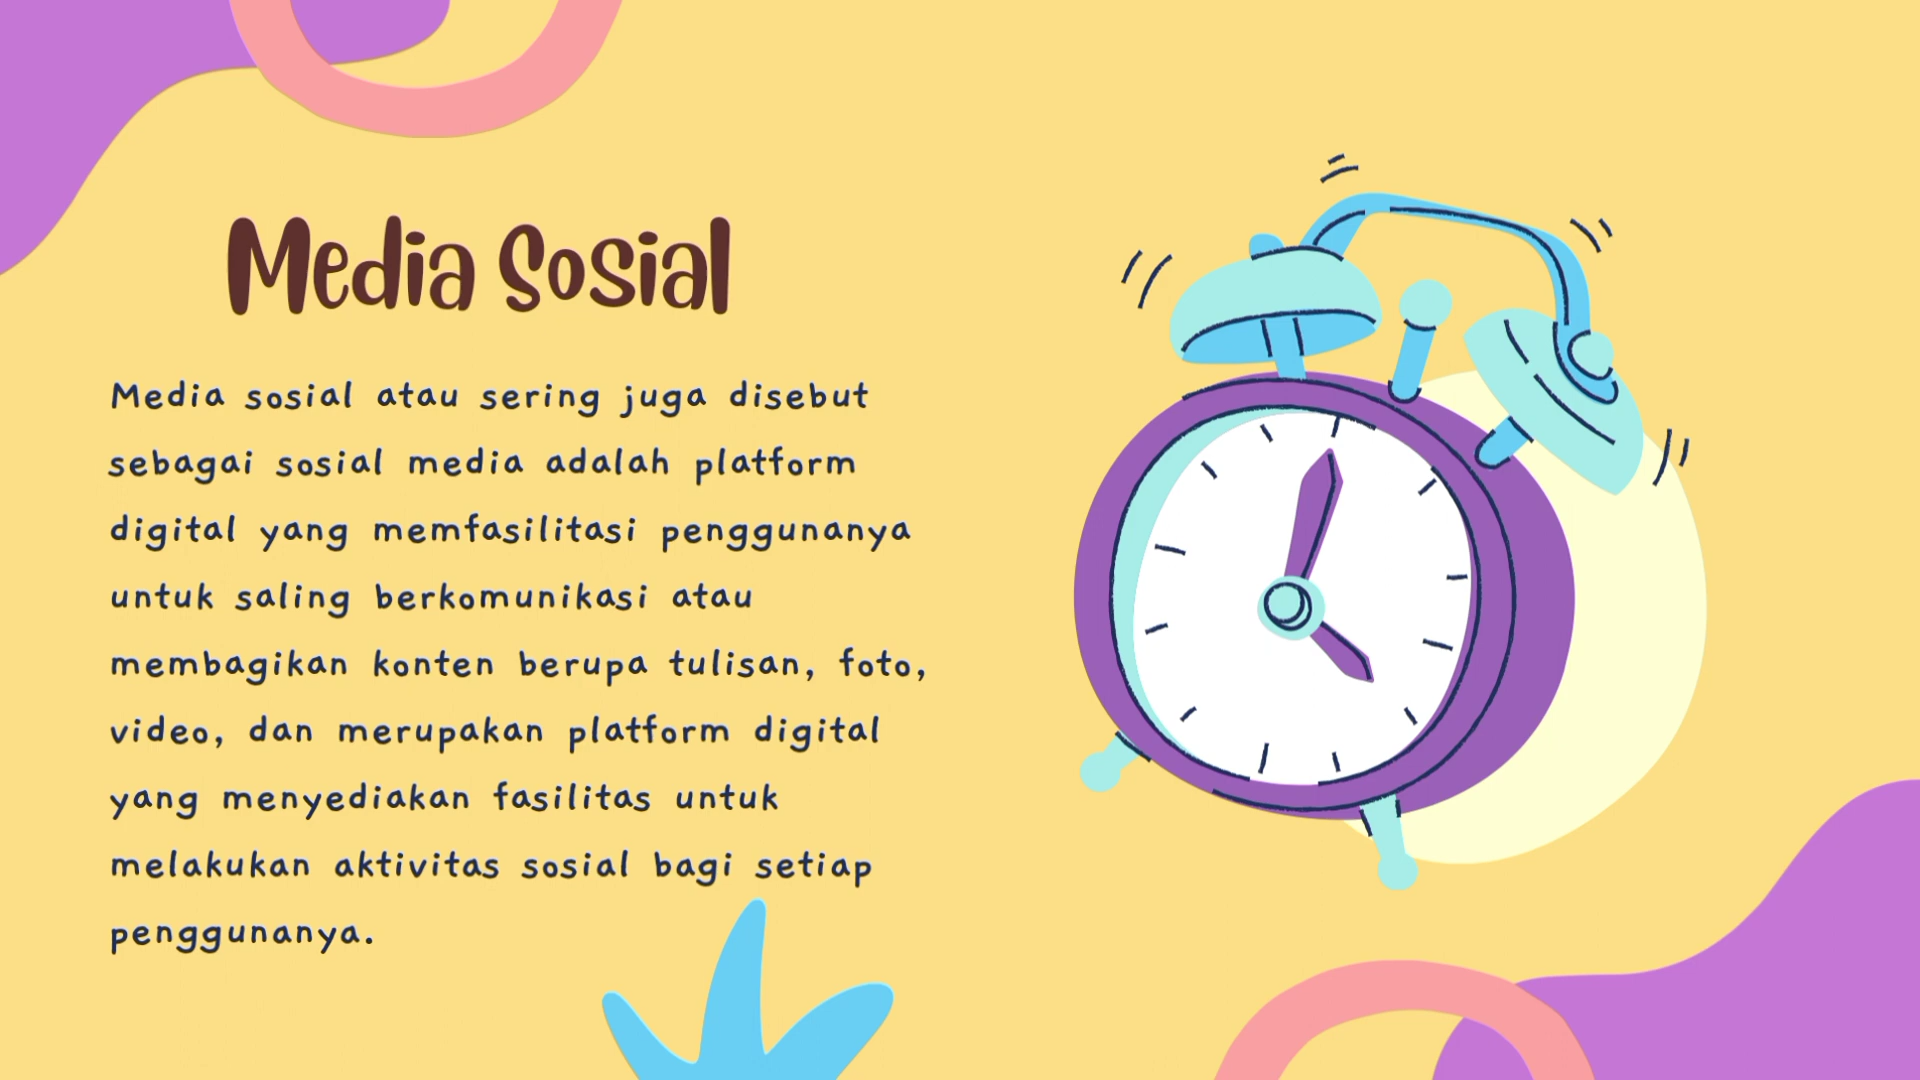 Media Sosial
Media sosial atau sering juga disebut
sebagai sosial media adalah platform
digital yang memfasilitasi penggunanya
untuk saling berkomunikasi atau
membagikan konten berupa tulisan, foto,
video, dan merupakan platform digital
yang menyediakan fasilitas untuk
melakukan aktivitas sosial bagi setiap
penggunanya.